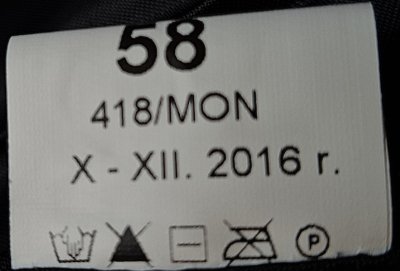 58
418/MON
X - XII. 2016 r.
P